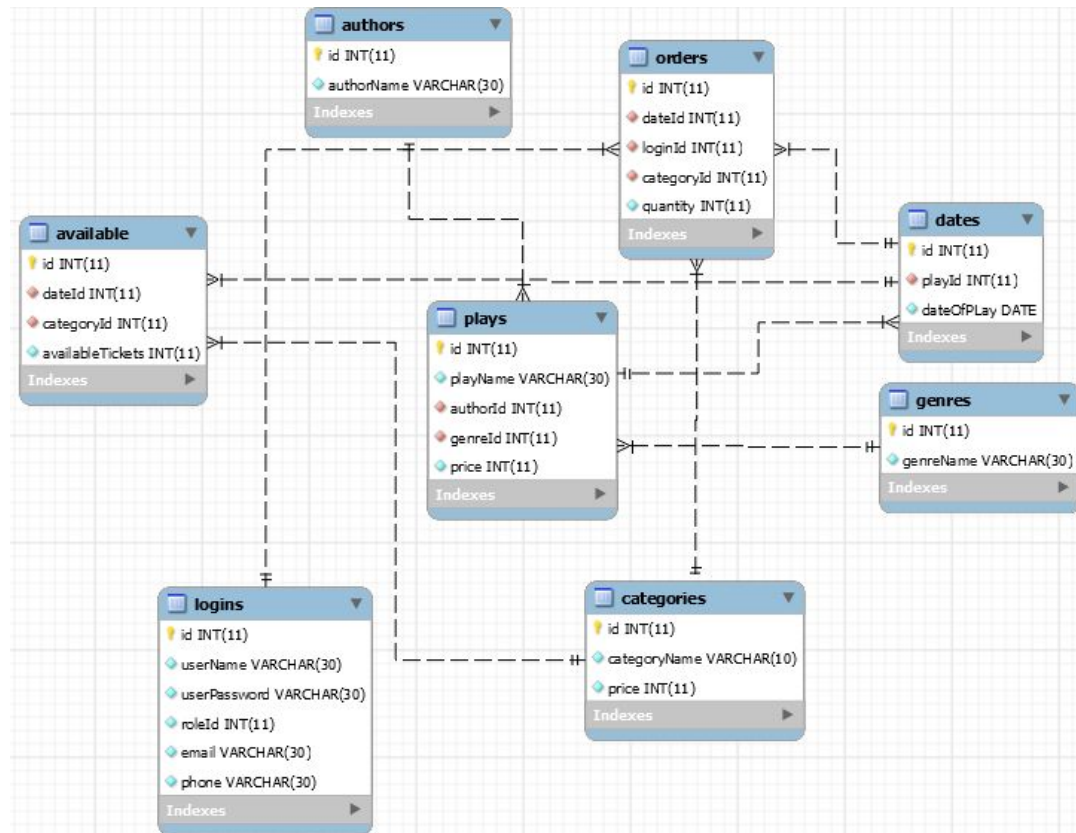 authors
id INT(11)
authorName VARCHAR(30)
Indexes
orders
id INT(11)
dateId INT(11)
loginId INT(11)
categoryId INT(11)
quantity INT(11)
Indexes
available
id INT(11)
dateId INT(11)
categoryId INT(11)
availableTickets INT(11)
Indexes
dates
id INT(11)
playId INT(11)
dateOfPLay DATE
Indexes
plays
id INT(11)
playName VARCHAR(30)
authorId INT(11)
genreId INT(11)
price INT(11)
Indexes
genres
id INT(11)
genreName VARCHAR(30)
Indexes
logins
id INT(11)
userName VARCHAR(30)
userPassword VARCHAR(30)
roleId INT(11)
email VARCHAR(30)
phone VARCHAR(30)
Indexes
categories
id INT(11)
categoryName VARCHAR(10)
price INT(11)
Indexes